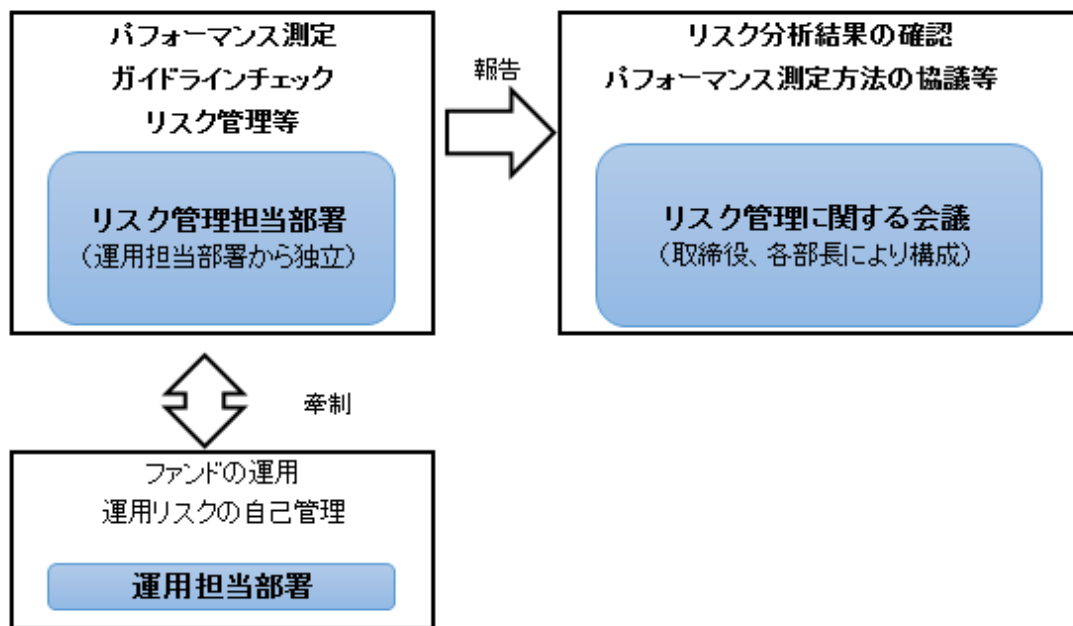 パフォーマンス測定
ガイドラインチェック
リスク管理等
リスク管理担当部署
（運用担当部署から独立）
報告
リスク分析結果の確認
パフォーマンス測定方法の協議等
リスク管理に関する会議
（取締役、各部長により構成）
牽制
ファンドの運用
運用リスクの自己管理
運用担当部署